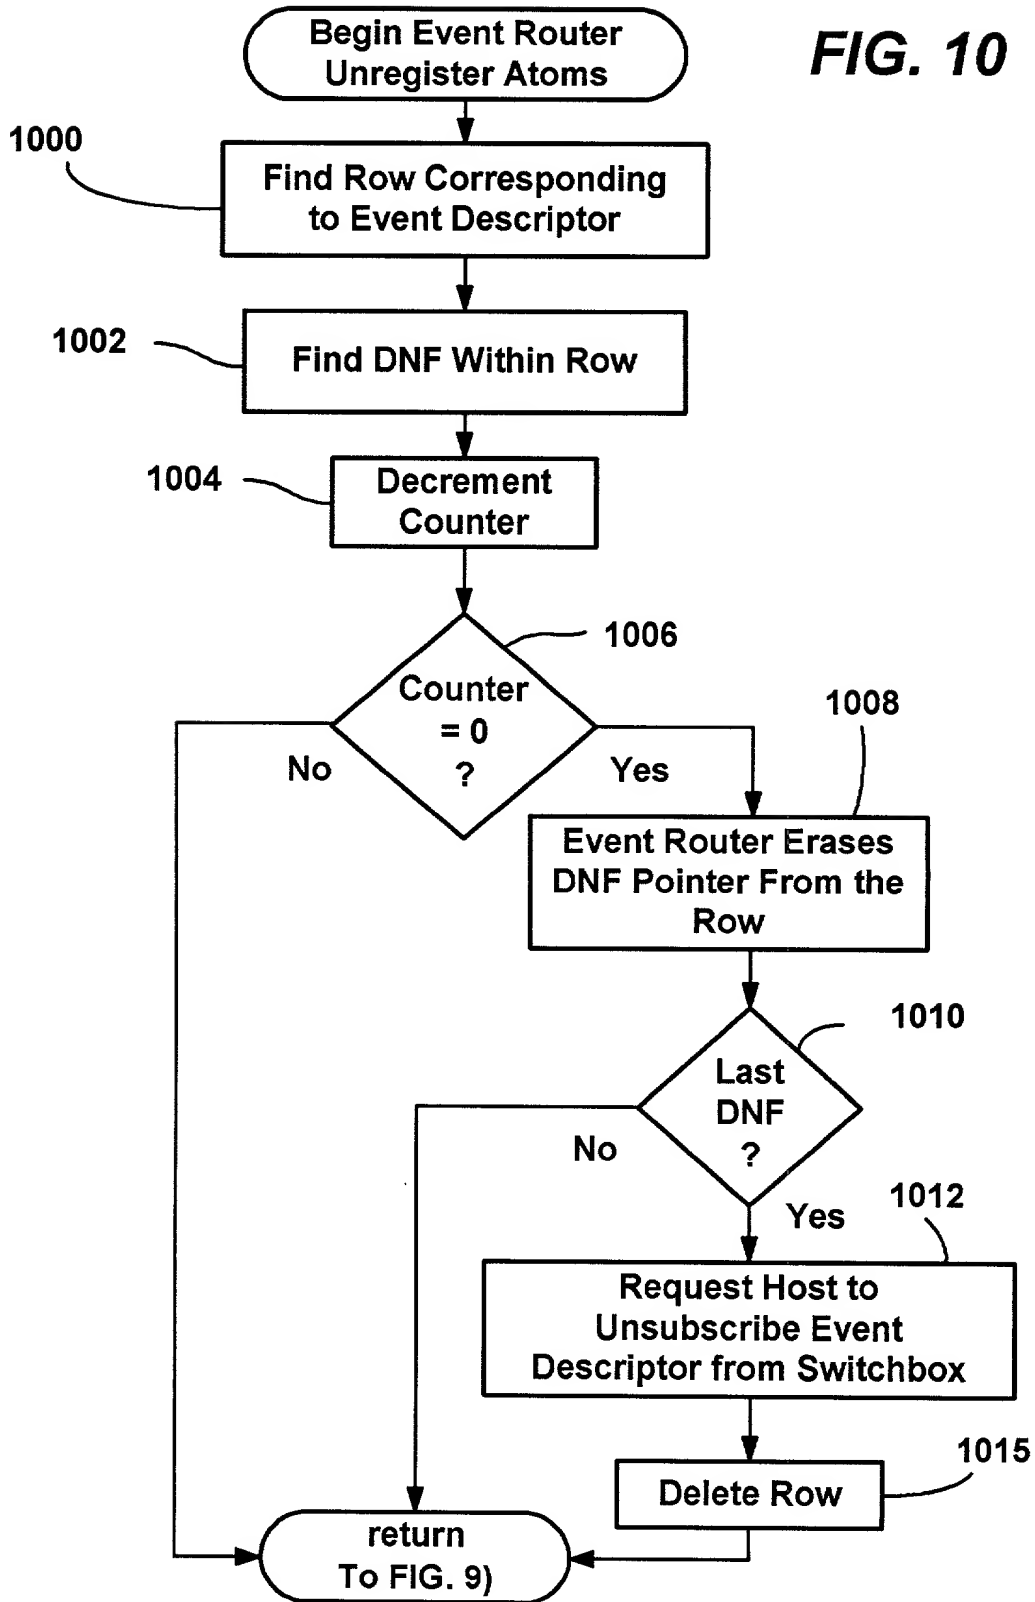 FIG. 10
Begin Event Router
Unregister Atoms
1000
Find Row Corresponding
to Event Descriptor
1002
Find DNF Within Row
1004
Decrement
Counter
1006
Counter
= 0
?
No
Yes
1008
Event Router Erases
DNF Pointer From the
Row
1010
Last
DNF
?
No
Yes
1012
Request Host to
Unsubscribe Event
Descriptor from Switchbox
1015
Delete Row
return
To FIG. 9)